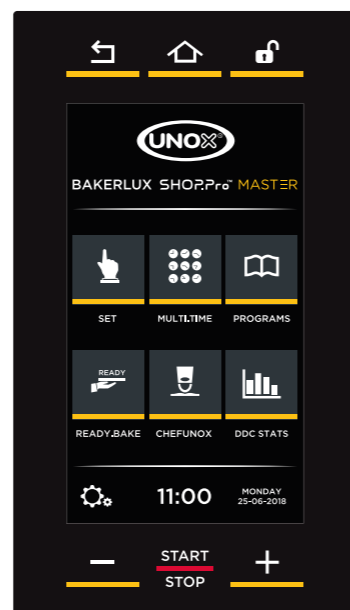 UNOX®
BAKERLUX SHOP.Pro™ MASTER
SET
MULTI.TIME
PROGRAMS
READY
READY.BAKE
CHEFUNOX
DDC STATS
11:00
MONDAY
25-06-2018
START
STOP